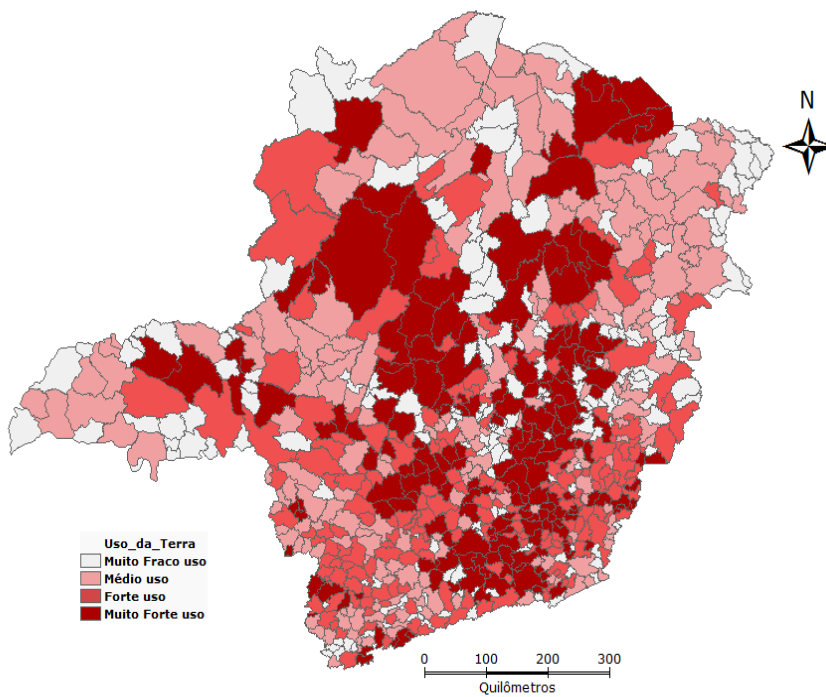 N
Uso_da_Terra
Muito Fraco uso
Médio uso
Forte uso
Muito Forte uso
0 100 200 300
Quilômetros